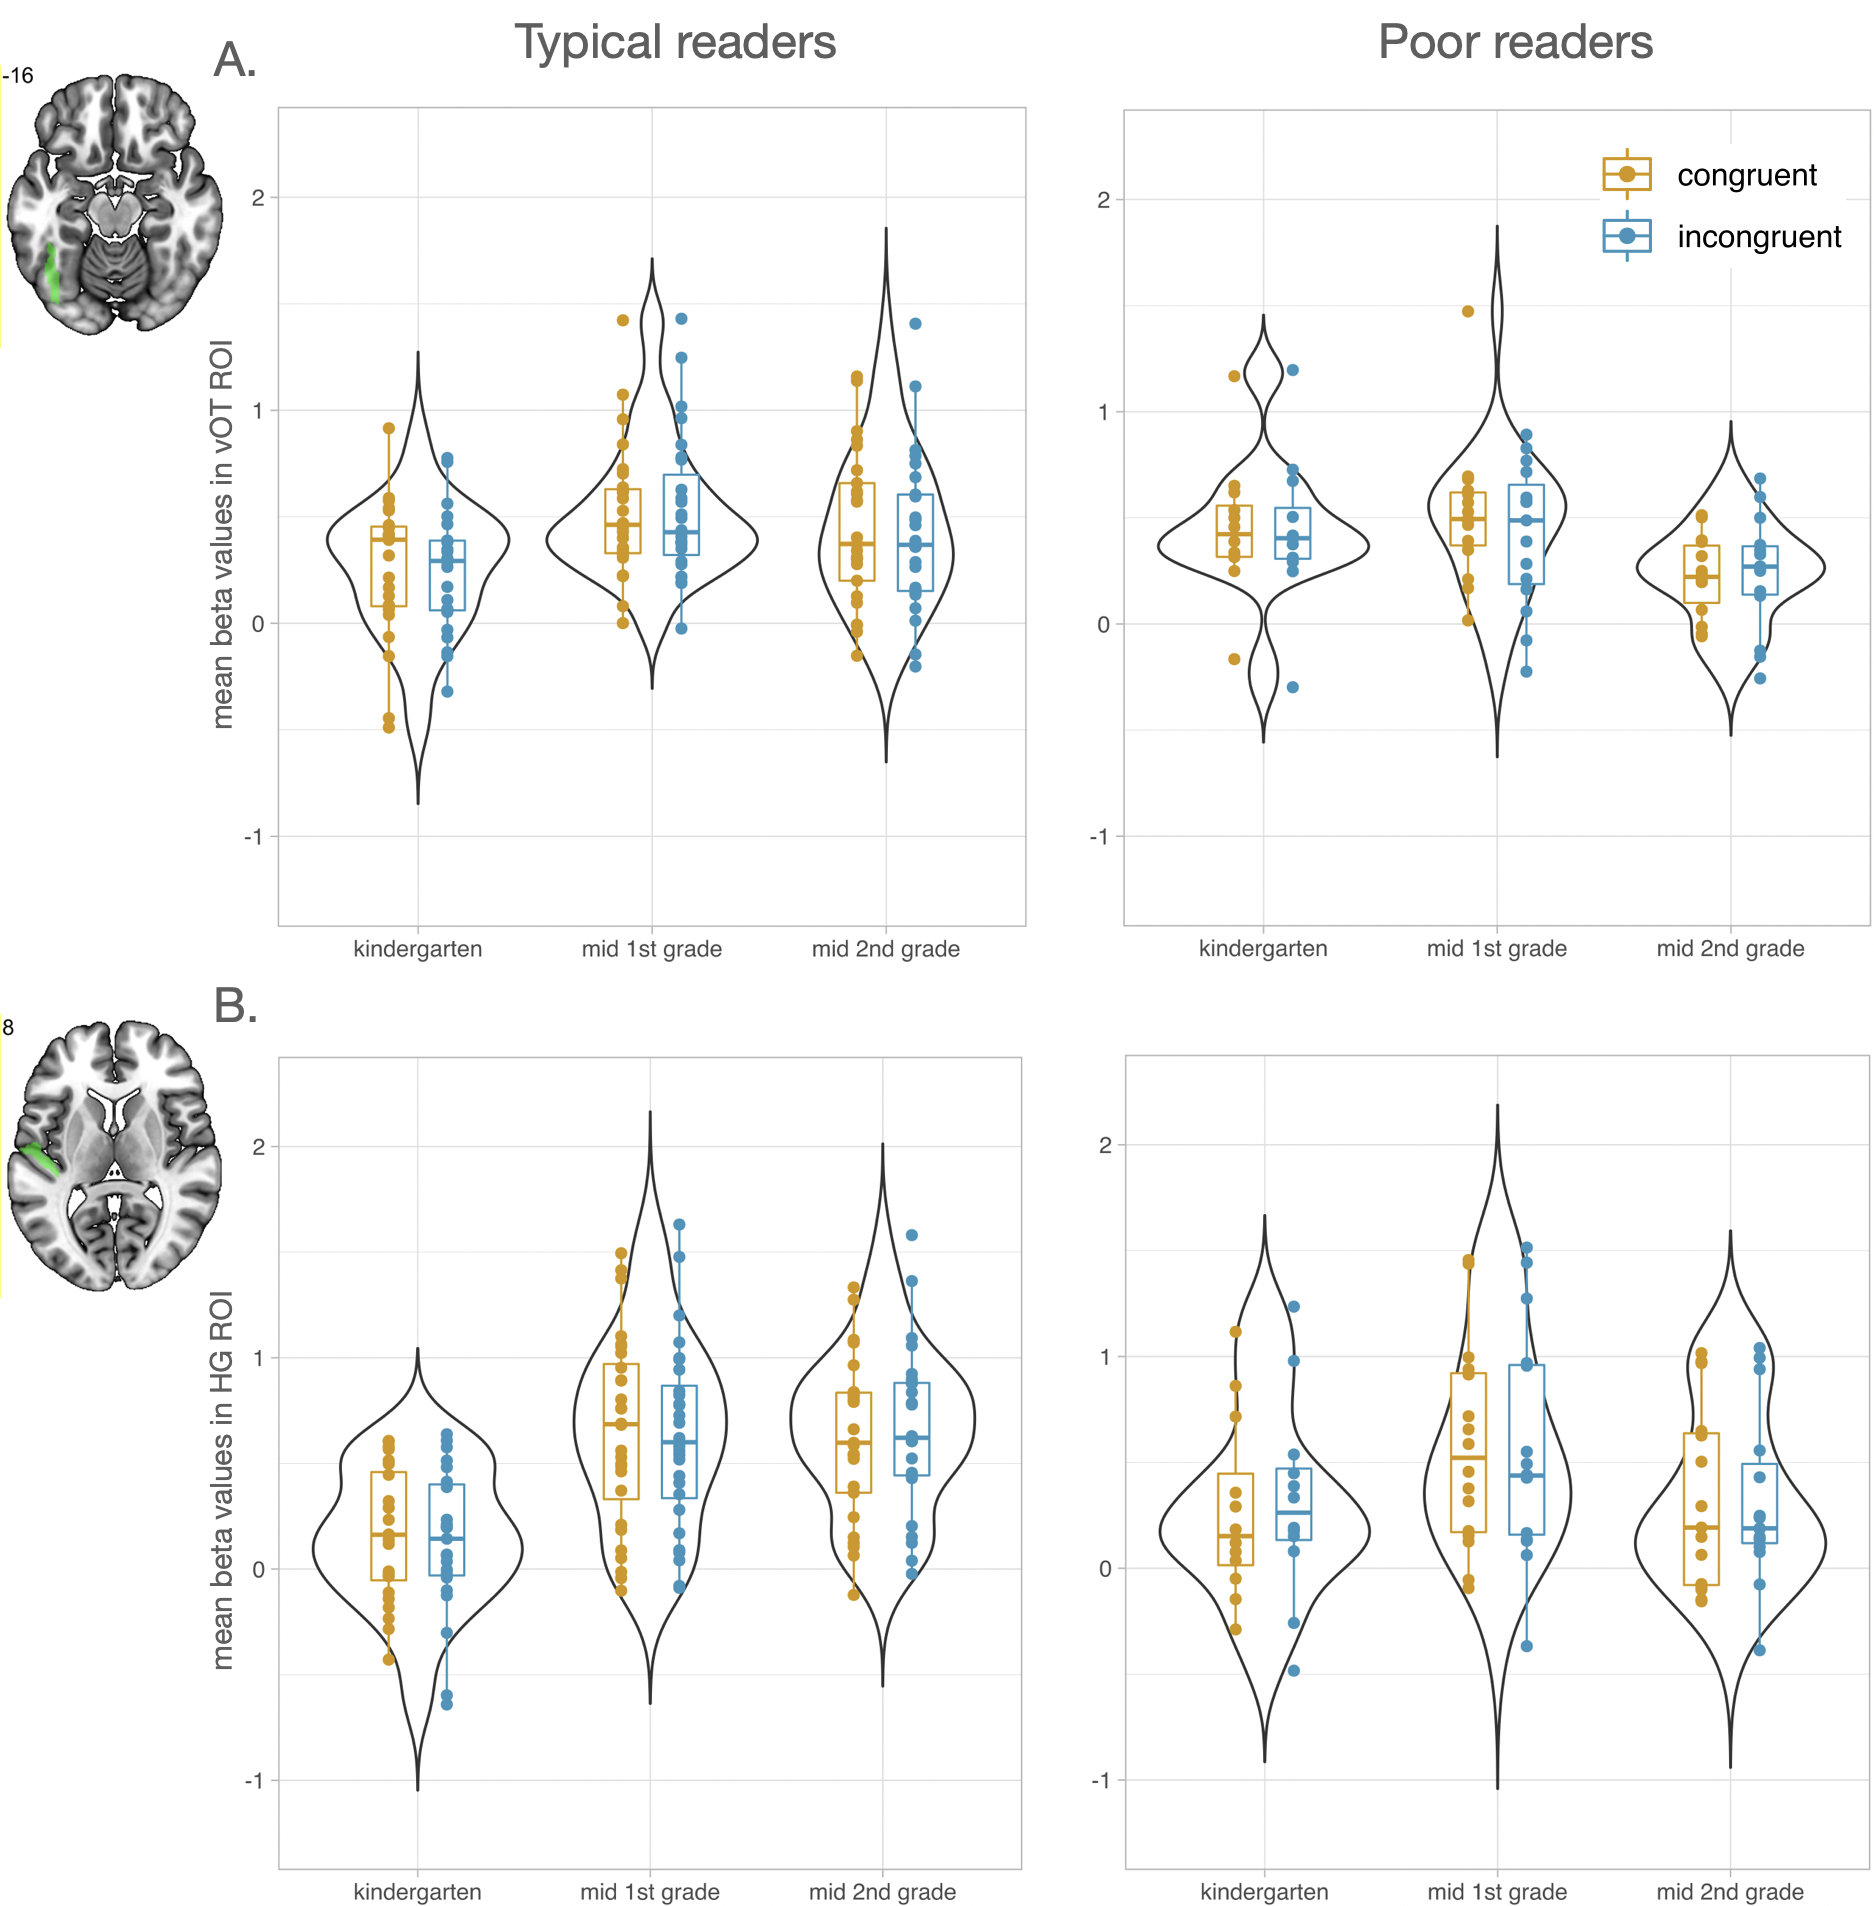 Typical readers
Poor readers
A.
-16
mean beta values in vOT ROI
2
1
0
-1
kindergarten
mid 1st grade
mid 2nd grade
2
1
0
-1
congruent
incongruent
kindergarten
mid 1st grade
mid 2nd grade
B.
8
mean beta values in HG ROI
2
1
0
-1
kindergarten
mid 1st grade
mid 2nd grade
2
1
0
-1
kindergarten
mid 1st grade
mid 2nd grade